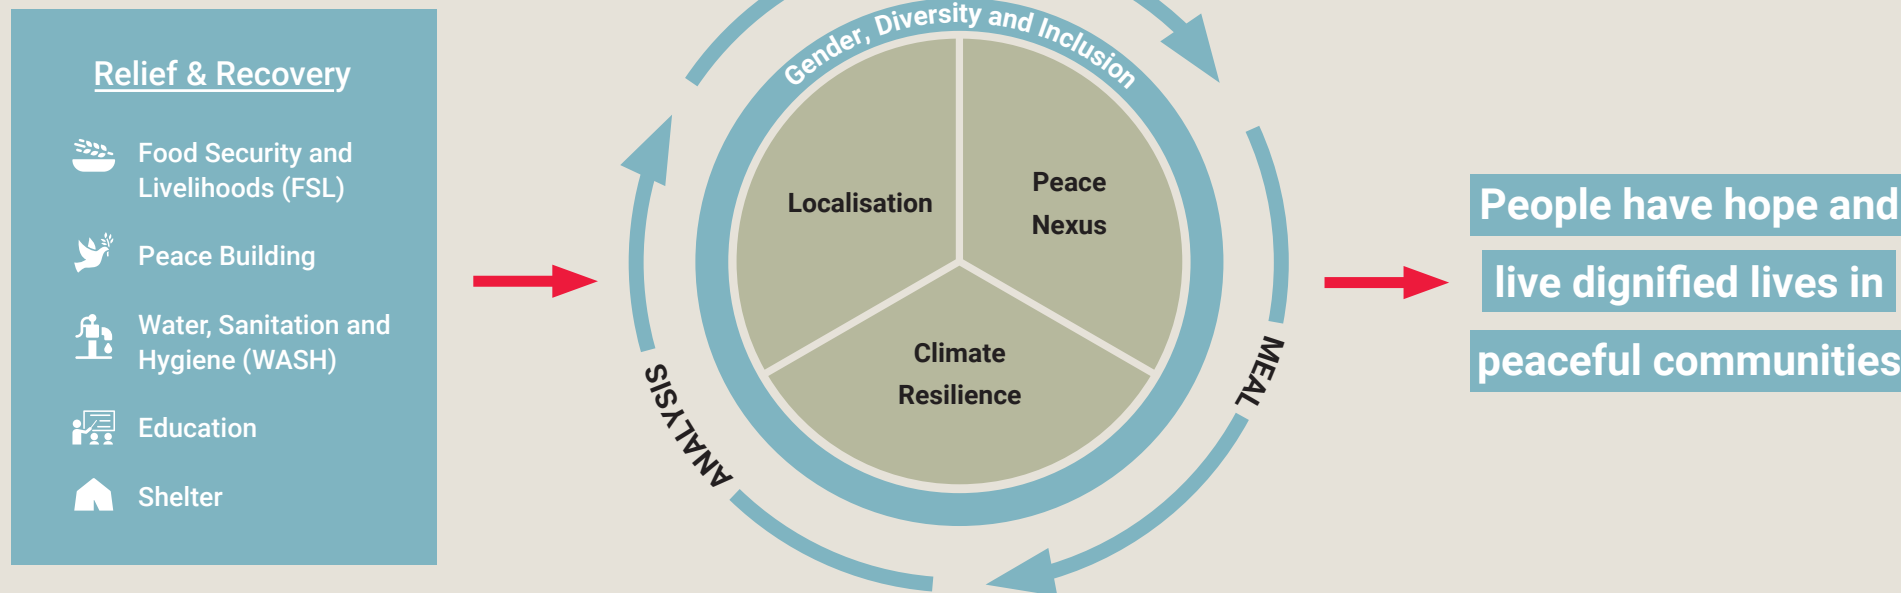 Relief & Recovery
Food Security and
Livelihoods (FSL)
Peace Building
Water, Sanitation and
Hygiene (WASH)
Education
Shelter
Gender, Diversity and Inclusion
Localisation
Peace
Nexus
Climate
Resilience
ANALYSIS
MEAL
People have hope and
live dignified lives in
peaceful communities